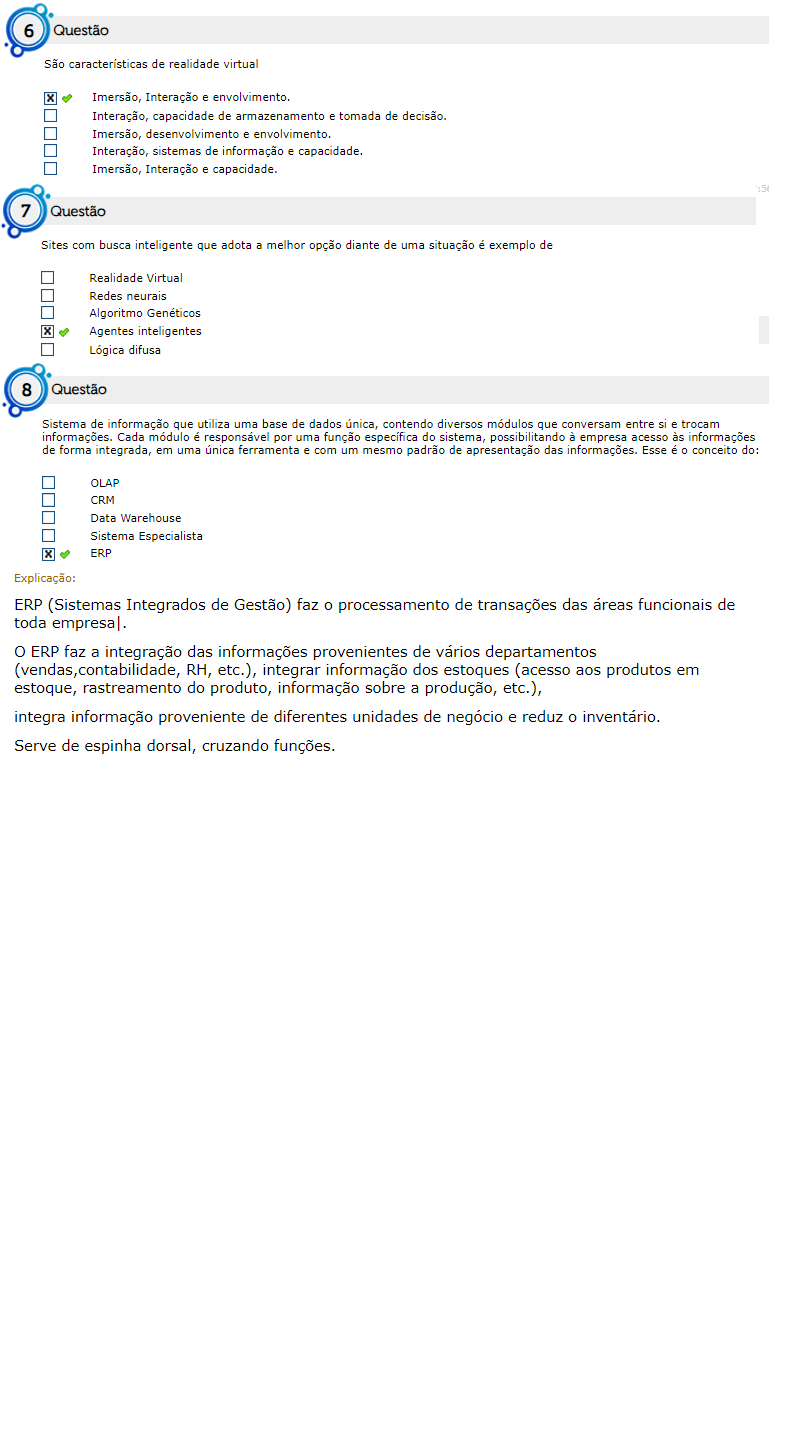 6 Questão
São características de realidade virtual
Imersão, Interação e envolvimento.
Interação, capacidade de armazenamento e tomada de decisão.
Imersão, desenvolvimento e envolvimento.
Interação, sistemas de informação e capacidade.
Imersão, Interação e capacidade.
7 Questão
Sites com busca inteligente que adota a melhor opção diante de uma situação é exemplo de
Realidade Virtual
Redes neurais
Algoritmo Genéticos
Agentes inteligentes
Lógica difusa
8 Questão
Sistema de informação que utiliza uma base de dados única, contendo diversos módulos que conversam entre si e trocam
informações. Cada módulo é responsável por uma função específica do sistema, possibilitando à empresa acesso às informações
de forma integrada, em uma única ferramenta e com um mesmo padrão de apresentação das informações. Esse é o conceito do:
OLAP
CRM
Data Warehouse
Sistema Especialista
ERP
Explicação:
ERP (Sistemas Integrados de Gestão) faz o processamento de transações das áreas funcionais de
toda empresa|.
O ERP faz a integração das informações provenientes de vários departamentos
(vendas,contabilidade, RH, etc.), integrar informação dos estoques (acesso aos produtos em
estoque, rastreamento do produto, informação sobre a produção, etc.),
integra informação proveniente de diferentes unidades de negócio e reduz o inventário.
Serve de espinha dorsal, cruzando funções.